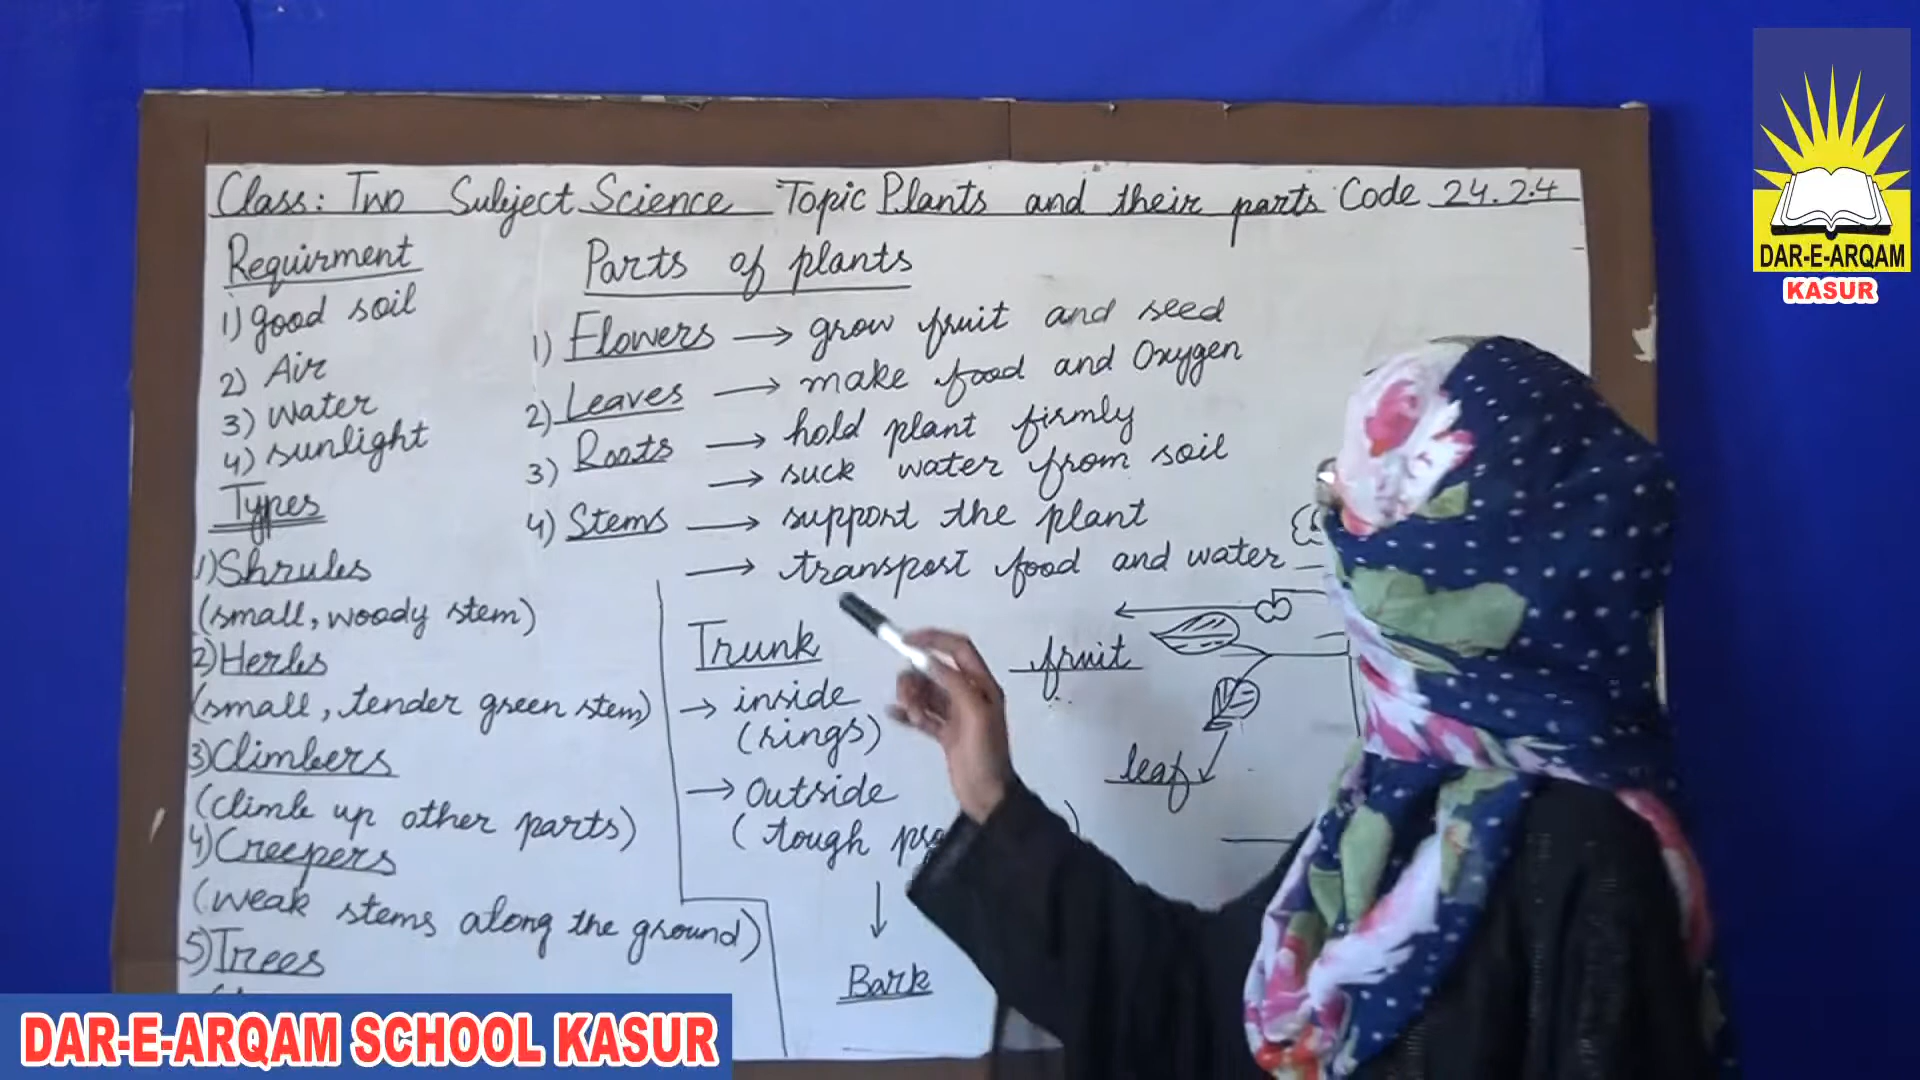 Class: Two Subject Science Topic Plants and their parts Code 24.2.4
Requirment
1) good soil
2) Air
3) water
4) sunlight
Types
1) Shrubs
(small, woody stem)
2) Herbs
(small, tender green stem)
3) Climbers
(climb up other parts)
4) Creepers
(weak stems along the ground)
5) Trees
Parts of plants
1) Flowers → grow fruit and seed
2) Leaves → make food and Oxygen
3) Roots → hold plant firmly
→ suck water from soil
4) Stems → support the plant
→ transport food and water
Trunk
→ inside
(rings)
→ Outside
(tough
↓
Bark
fruit
leaf
DAR-E-ARQAM
KASUR
DAR-E-ARQAM SCHOOL KASUR